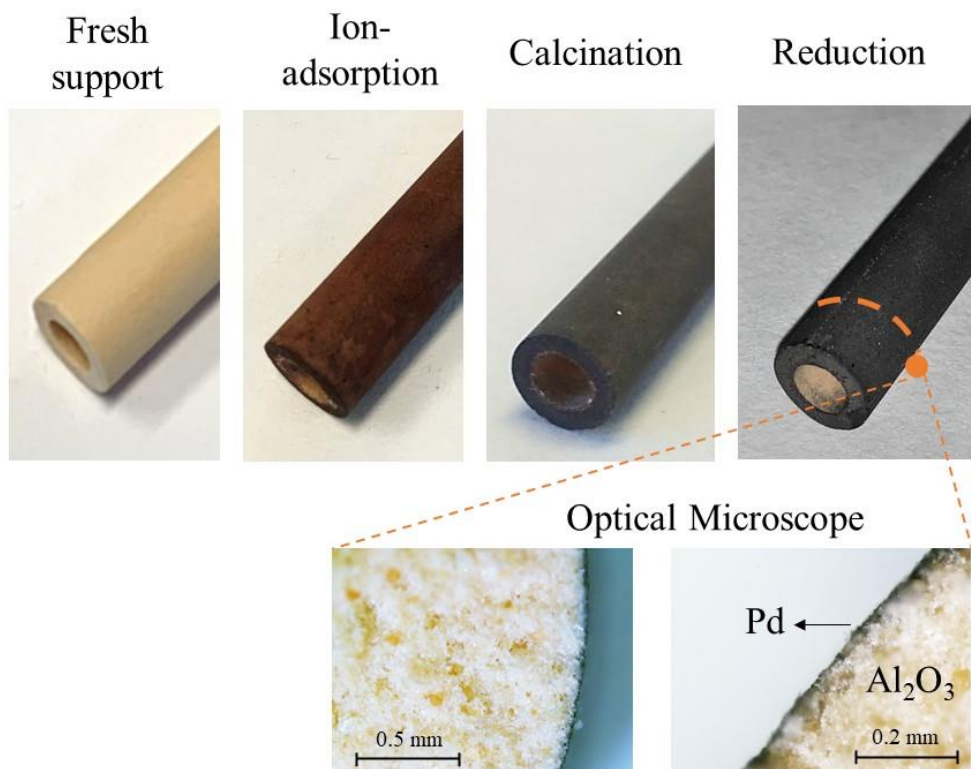 Fresh
support
Ion-
adsorption
Calcination
Reduction
Optical Microscope
Pd
Al₂O₃
0.5 mm
0.2 mm